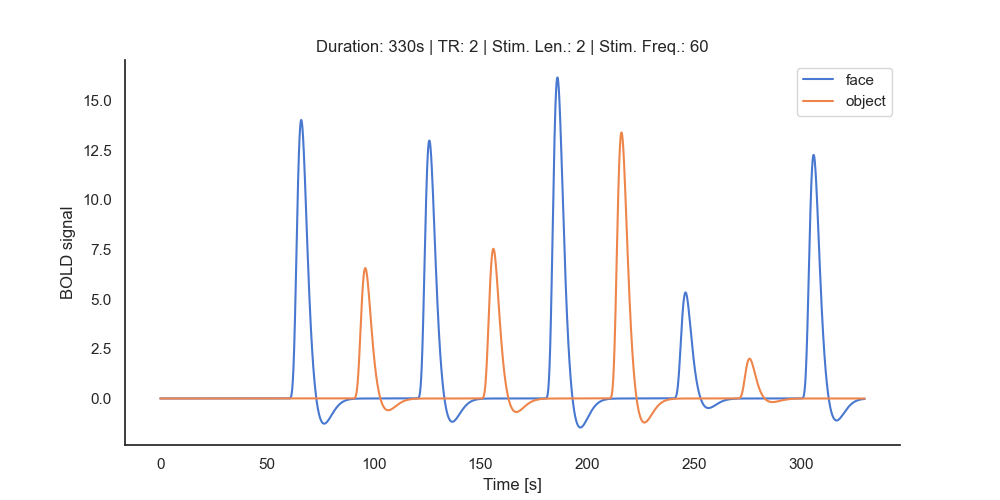 Duration: 330s | TR: 2 | Stim. Len.: 2 | Stim. Freq.: 60
face
object
15.0
12.5
10.0
7.5
5.0
2.5
0.0
BOLD signal
0 50 100 150 200 250 300
Time [s]